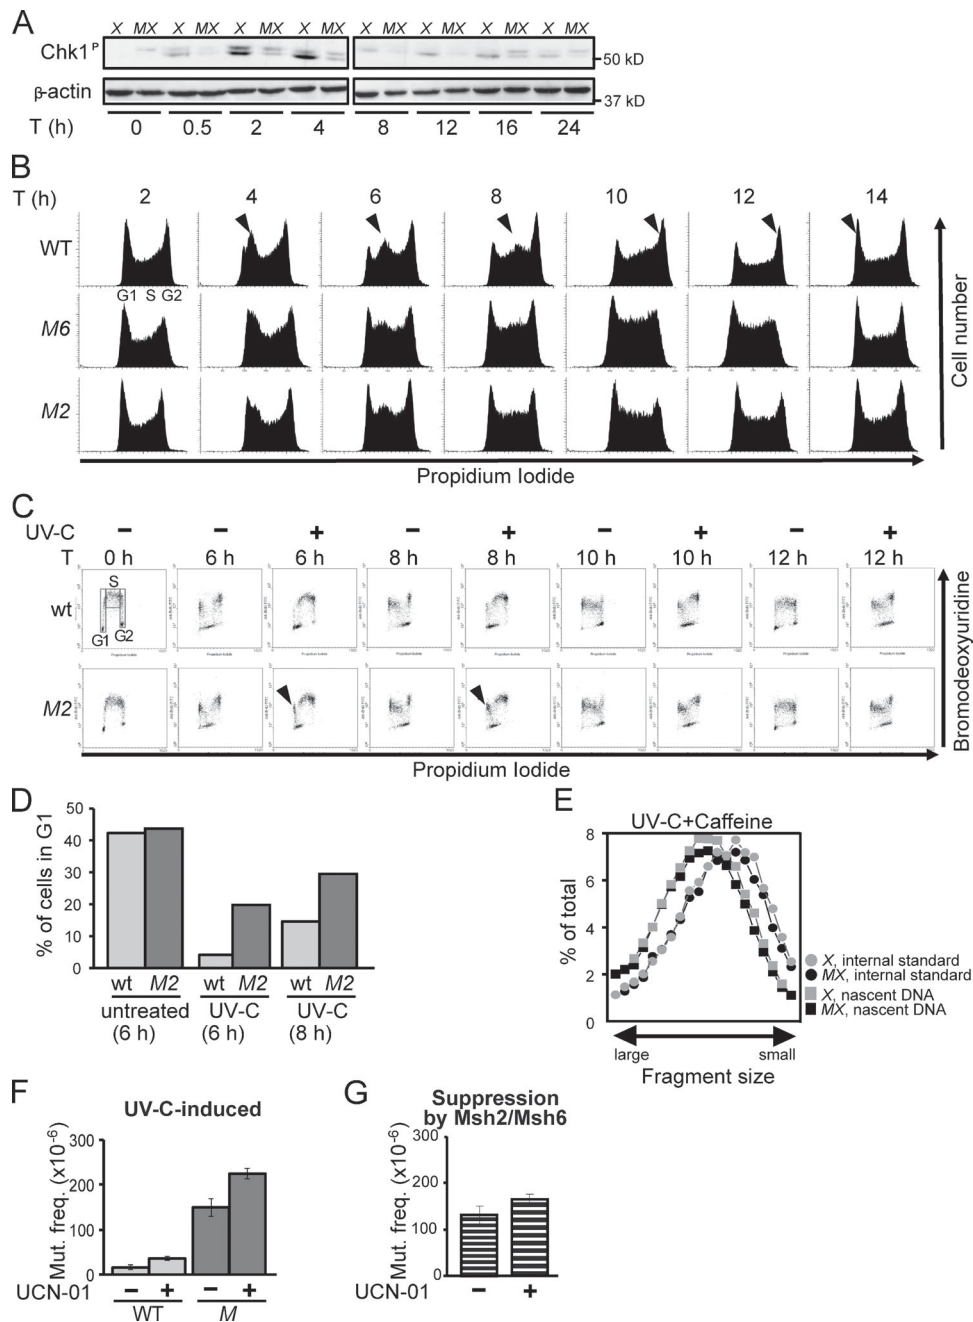 A
X MX X MX X MX X MX X MX X MX X MX X MX
Chk1ᴾ
50 kD
β-actin
37 kD
T (h) 0 0.5 2 4 8 12 16 24
B
T (h) 2 4 6 8 10 12 14
WT
G1 S G2
M6
M2
Cell number
Propidium Iodide
C
UV-C − − + − + − + − +
T 0 h 6 h 6 h 8 h 8 h 10 h 10 h 12 h 12 h
wt
S
G1 G2
M2
Bromodeoxyuridine
Propidium Iodide
D
% of cells in G1
50
40
30
20
10
0
wt M2 wt M2 wt M2
untreated UV-C UV-C
(6 h) (6 h) (8 h)
E
UV-C+Caffeine
% of total
8
6
4
2
0
X, internal standard
MX, internal standard
X, nascent DNA
MX, nascent DNA
large small
Fragment size
F
UV-C-induced
Mut. freq. (x10⁻⁶)
300
200
100
0
UCN-01 − + − +
WT M
G
Suppression
by Msh2/Msh6
Mut. freq. (x10⁻⁶)
300
200
100
0
UCN-01 − +